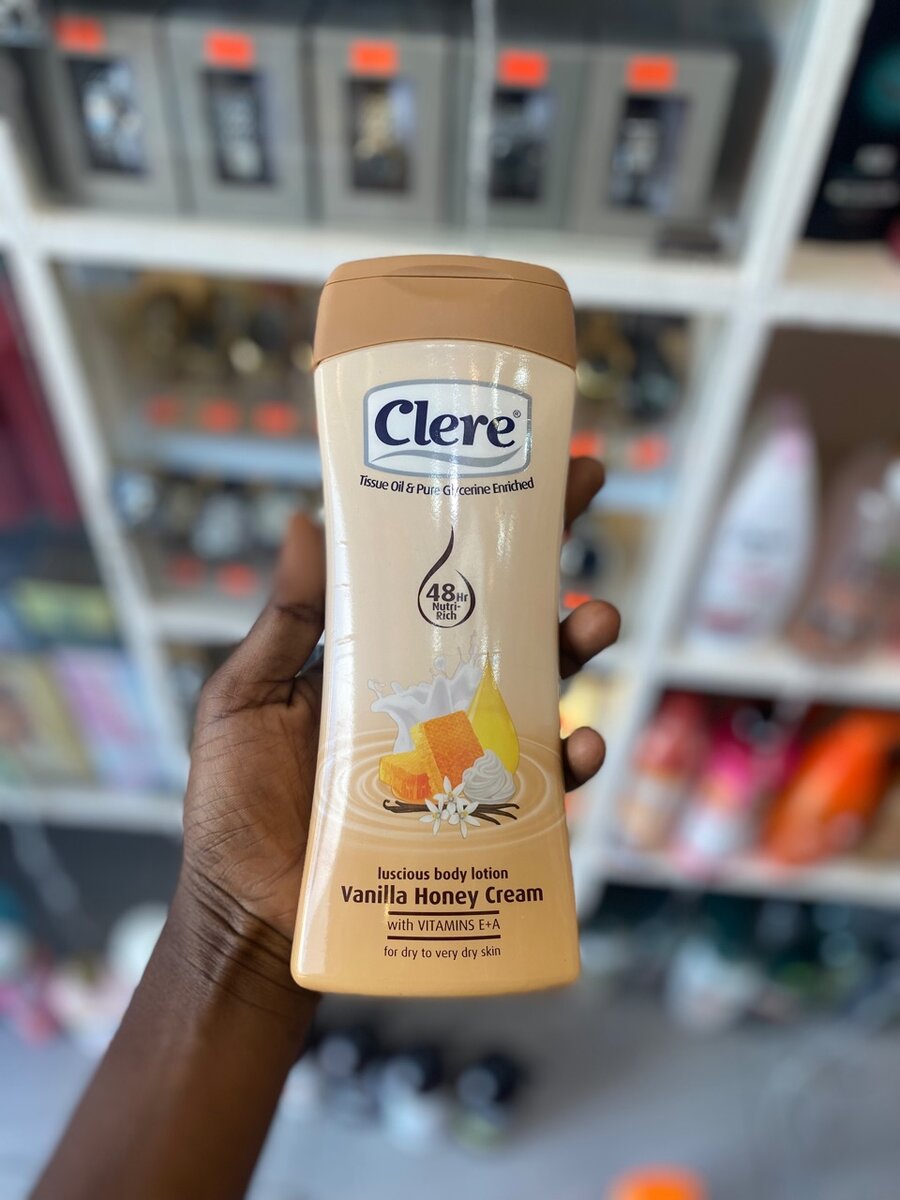 Clere®
Tissue Oil & Pure Glycerine Enriched
48Hr
Nutri-
Rich
luscious body lotion
Vanilla Honey Cream
with VITAMINS E+A
for dry to very dry skin